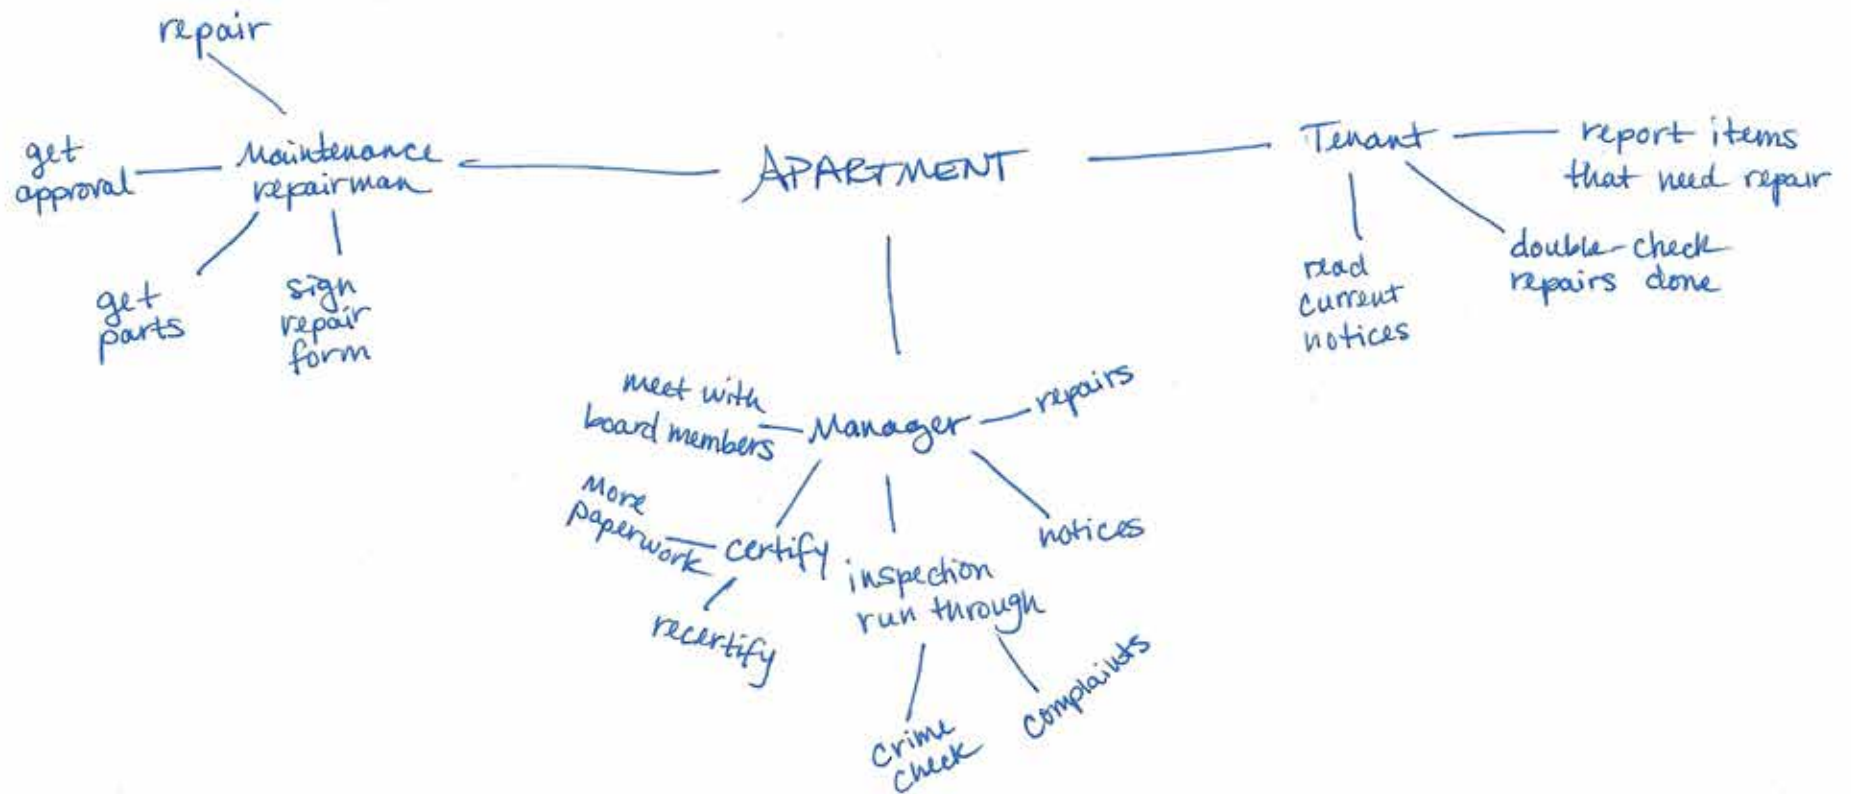 repair
get
approval
Maintenance
repairman
get
parts
sign
repair
form
APARTMENT
Tenant
report items
that need repair
double-check
repairs done
read
current
notices
Manager
meet with
board members
repairs
notices
certify
More
paperwork
recertify
inspection
run through
crime
check
complaints